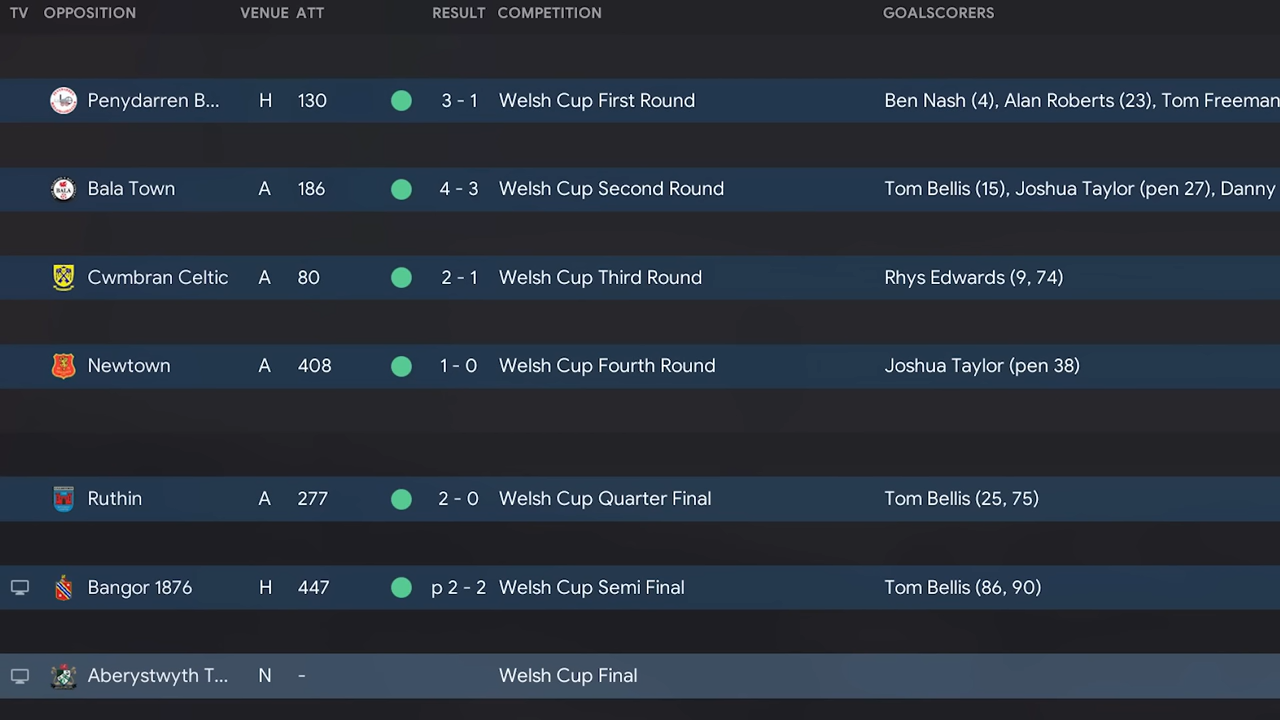 TV OPPOSITION VENUE ATT RESULT COMPETITION GOALSCORERS
Penydarren B... H 130 3 - 1 Welsh Cup First Round Ben Nash (4), Alan Roberts (23), Tom Freeman
Bala Town A 186 4 - 3 Welsh Cup Second Round Tom Bellis (15), Joshua Taylor (pen 27), Danny
Cwmbran Celtic A 80 2 - 1 Welsh Cup Third Round Rhys Edwards (9, 74)
Newtown A 408 1 - 0 Welsh Cup Fourth Round Joshua Taylor (pen 38)
Ruthin A 277 2 - 0 Welsh Cup Quarter Final Tom Bellis (25, 75)
Bangor 1876 H 447 p 2 - 2 Welsh Cup Semi Final Tom Bellis (86, 90)
Aberystwyth T... N - Welsh Cup Final